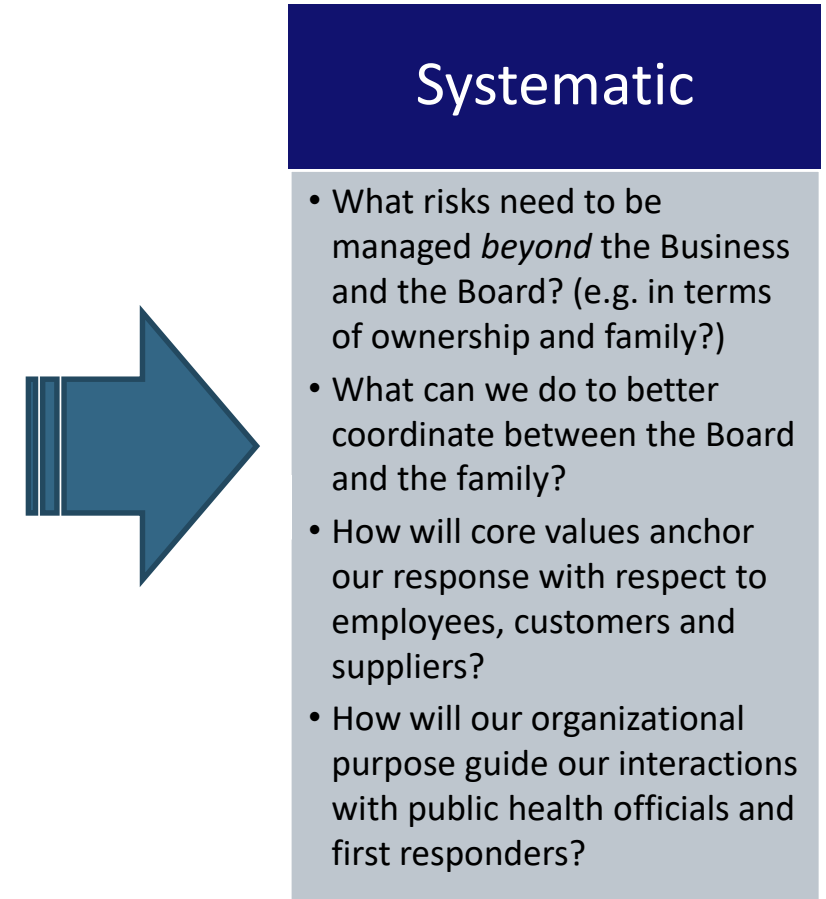 Systematic
• What risks need to be
managed beyond the Business
and the Board? (e.g. in terms
of ownership and family?)
• What can we do to better
coordinate between the Board
and the family?
• How will core values anchor
our response with respect to
employees, customers and
suppliers?
• How will our organizational
purpose guide our interactions
with public health officials and
first responders?